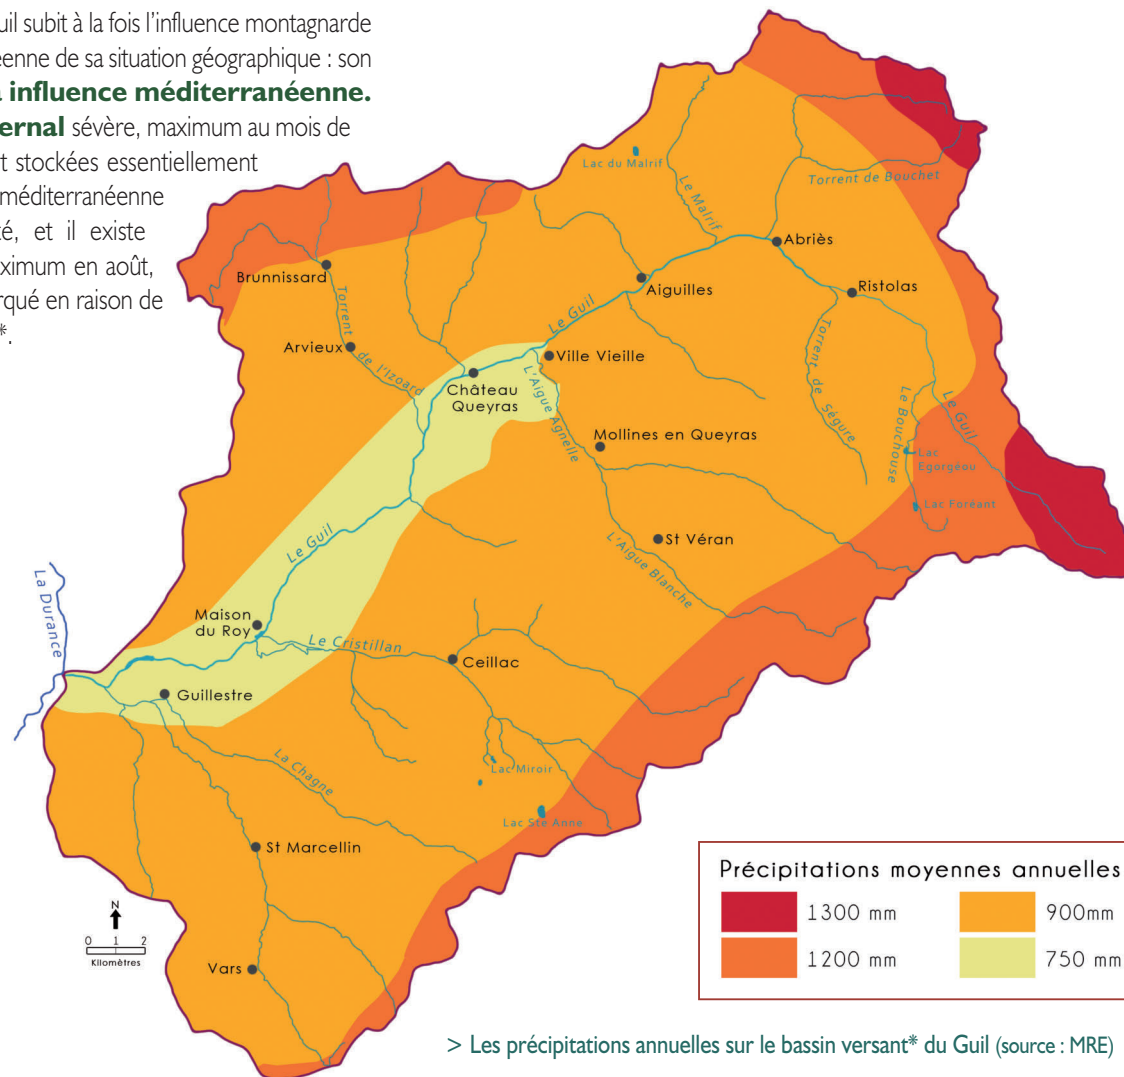 uil subit à la fois l'influence montagnarde
éenne de sa situation géographique : son
influence méditerranéenne.
ernal sévère, maximum au mois de
t stockées essentiellement
méditerranéenne
é, et il existe
ximum en août,
rqué en raison de
*.
Lac du Malrif
Le Malrif
Torrent de Bouchet
Abriès
Brunnissard
Aiguilles
Ristolas
Le Guil
Torrent de l'Izoard
Arvieux
Ville Vieille
Château
Queyras
L'Aigue Agnelle
Torrent de Ségure
Le Bouchouse
Le Guil
Mollines en Queyras
Lac
Egorgéou
Lac Foréant
Le Guil
St Véran
L'Aigue Blanche
La Durance
Maison
du Roy
Le Cristillan
Ceillac
Guillestre
La Chagne
Lac Miroir
Lac Ste Anne
St Marcellin
Vars
N
0 1 2
Kilomètres
Précipitations moyennes annuelles
1300 mm 900mm
1200 mm 750 mm
> Les précipitations annuelles sur le bassin versant* du Guil (source : MRE)